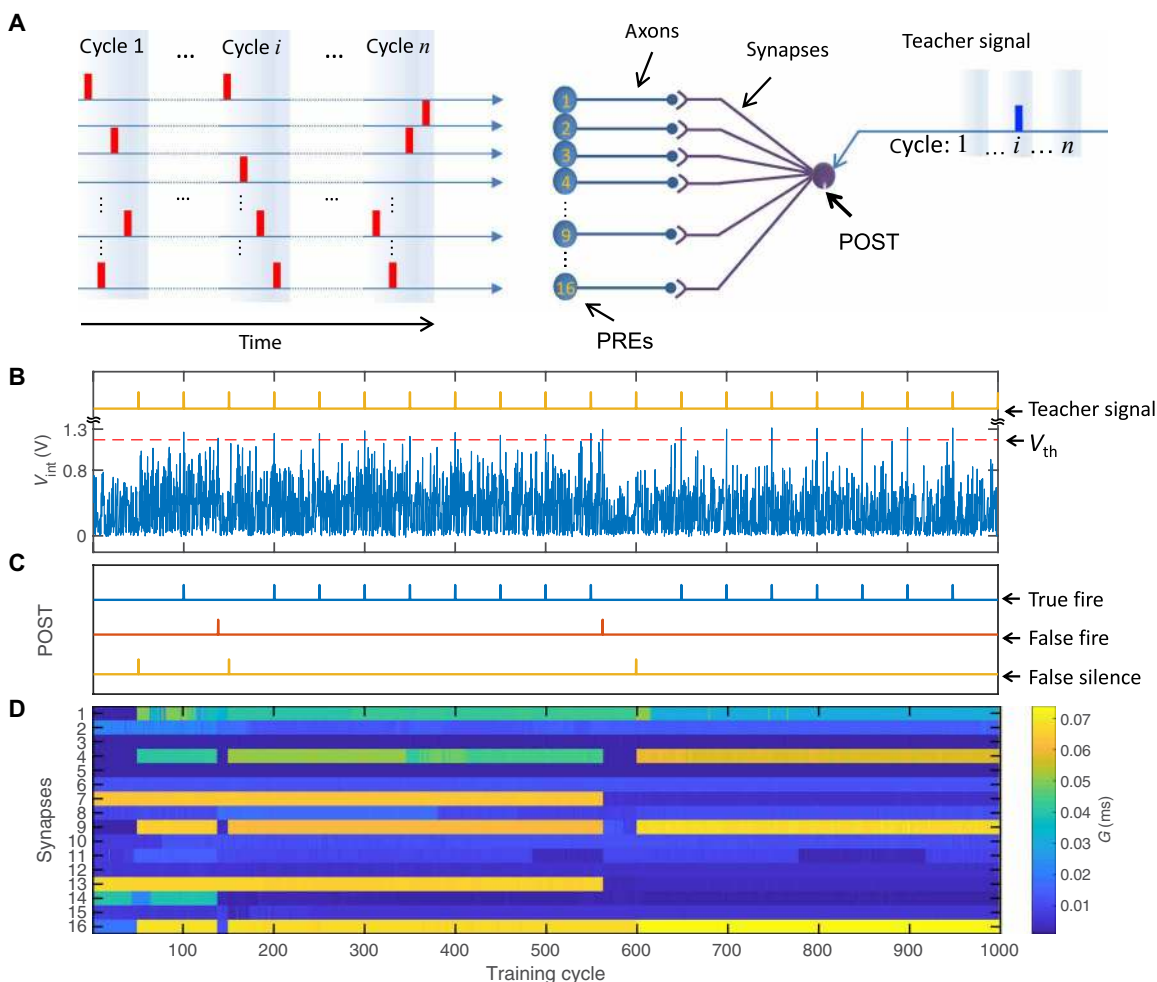 A
Cycle 1
...
Cycle i
...
Cycle n
Axons
Synapses
Teacher signal
1
2
3
4
9
16
...
...
Cycle: 1 ... i ... n
POST
PREs
Time
B
Teacher signal
1.3
0.8
0
Vint (V)
Vth
C
POST
True fire
False fire
False silence
D
Synapses
1
2
3
4
5
6
7
8
9
10
11
12
13
14
15
16
100 200 300 400 500 600 700 800 900 1000
Training cycle
0.07
0.06
0.05
0.04
0.03
0.02
0.01
G (ms)